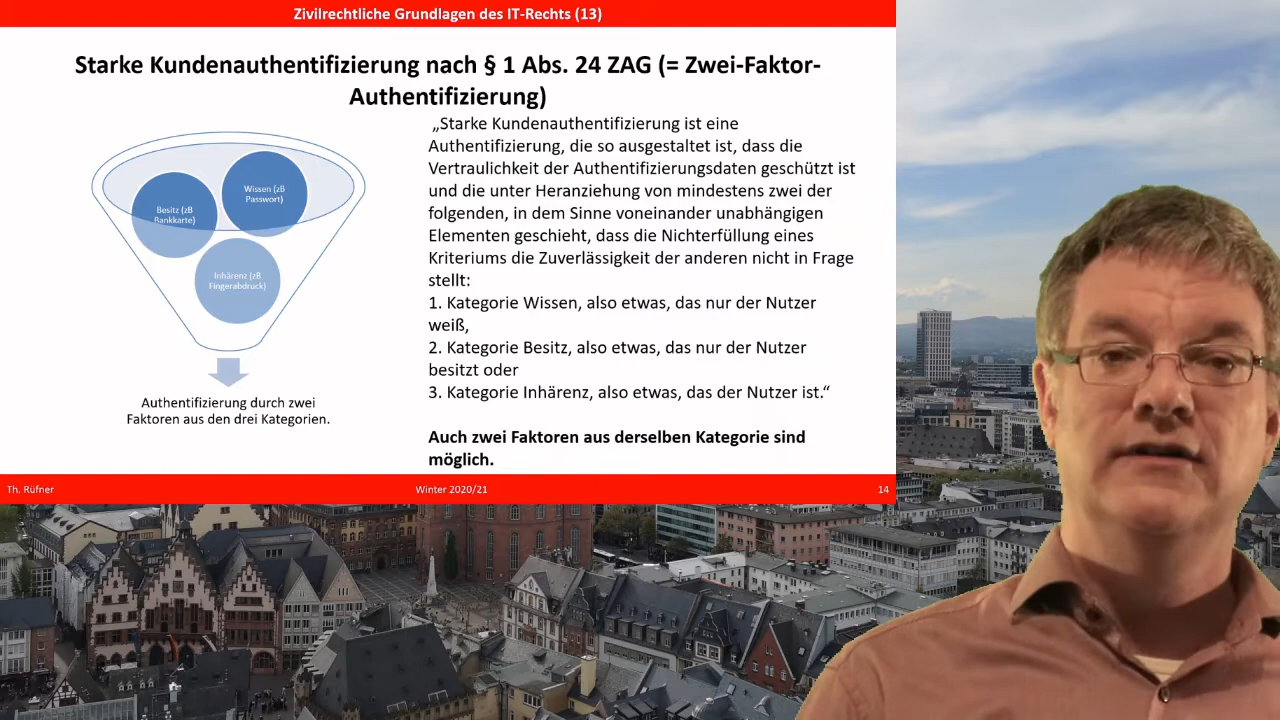 Zivilrechtliche Grundlagen des IT-Rechts (13)
Starke Kundenauthentifizierung nach § 1 Abs. 24 ZAG (= Zwei-Faktor-
Authentifizierung)
Besitz (zB
Bankkarte)
Wissen (zB
Passwort)
Inhärenz (zB
Fingerabdruck)
Authentifizierung durch zwei
Faktoren aus den drei Kategorien.
„Starke Kundenauthentifizierung ist eine
Authentifizierung, die so ausgestaltet ist, dass die
Vertraulichkeit der Authentifizierungsdaten geschützt ist
und die unter Heranziehung von mindestens zwei der
folgenden, in dem Sinne voneinander unabhängigen
Elementen geschieht, dass die Nichterfüllung eines
Kriteriums die Zuverlässigkeit der anderen nicht in Frage
stellt:
1. Kategorie Wissen, also etwas, das nur der Nutzer
weiß,
2. Kategorie Besitz, also etwas, das nur der Nutzer
besitzt oder
3. Kategorie Inhärenz, also etwas, das der Nutzer ist.“
Auch zwei Faktoren aus derselben Kategorie sind
möglich.
Th. Rüfner
Winter 2020/21
14